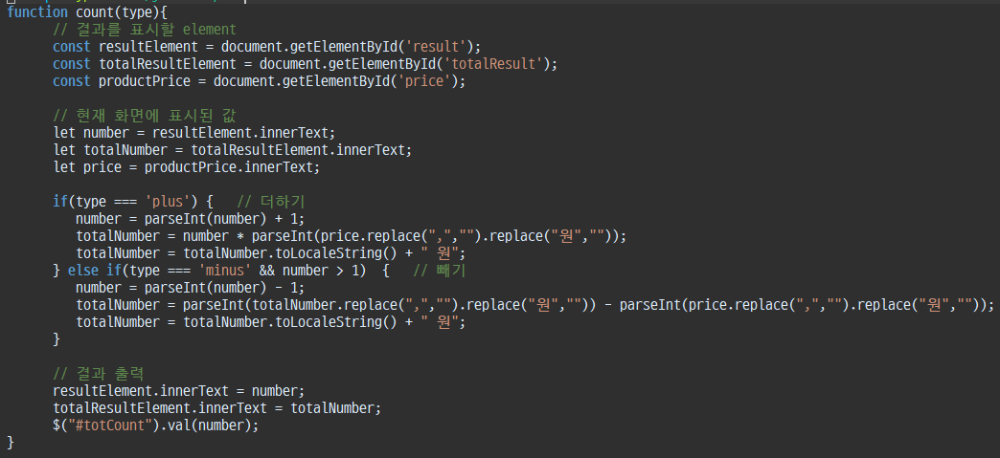 function count(type){
// 결과를 표시할 element
const resultElement = document.getElementById('result');
const totalResultElement = document.getElementById('totalResult');
const productPrice = document.getElementById('price');
// 현재 화면에 표시된 값
let number = resultElement.innerText;
let totalNumber = totalResultElement.innerText;
let price = productPrice.innerText;
if(type === 'plus') { // 더하기
number = parseInt(number) + 1;
totalNumber = number * parseInt(price.replace(",","").replace("원",""));
totalNumber = totalNumber.toLocaleString() + " 원";
} else if(type === 'minus' && number > 1) { // 빼기
number = parseInt(number) - 1;
totalNumber = parseInt(totalNumber.replace(",","").replace("원","")) - parseInt(price.replace(",","").replace("원",""));
totalNumber = totalNumber.toLocaleString() + " 원";
}
// 결과 출력
resultElement.innerText = number;
totalResultElement.innerText = totalNumber;
$("#totCount").val(number);
}